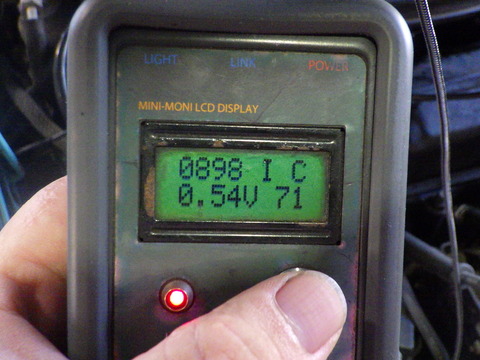 LIGHT LINK POWER
MINI-MONI LCD DISPLAY
0898 I C
0.54V 71